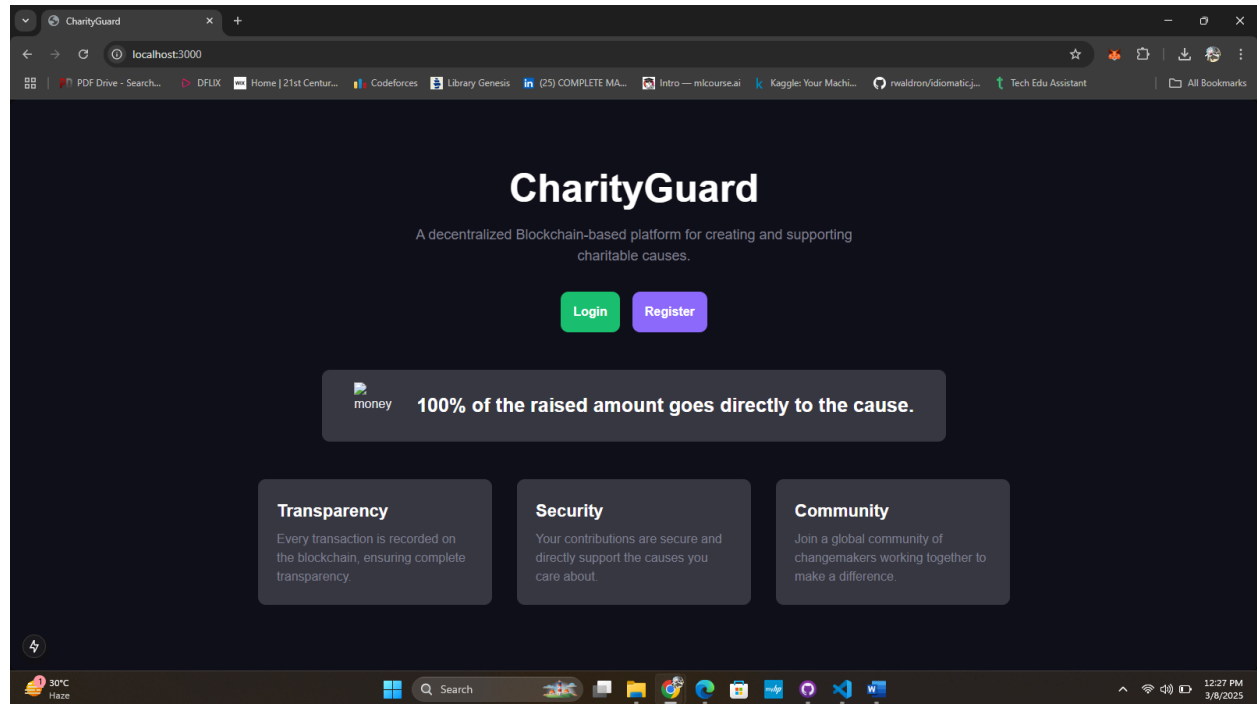 CharityGuard
localhost:3000
PDF Drive - Search...
DFLIX
WIX Home | 21st Centur...
Codeforces
Library Genesis
in (25) COMPLETE MA...
Intro — mlcourse.ai
k Kaggle: Your Machi...
rwaldron/idiomatic.j...
t Tech Edu Assistant
All Bookmarks
CharityGuard
A decentralized Blockchain-based platform for creating and supporting
charitable causes.
Login
Register
money
100% of the raised amount goes directly to the cause.
Transparency
Every transaction is recorded on
the blockchain, ensuring complete
transparency.
Security
Your contributions are secure and
directly support the causes you
care about.
Community
Join a global community of
changemakers working together to
make a difference.
1
30°C
Haze
Search
myhp
W
12:27 PM
3/8/2025